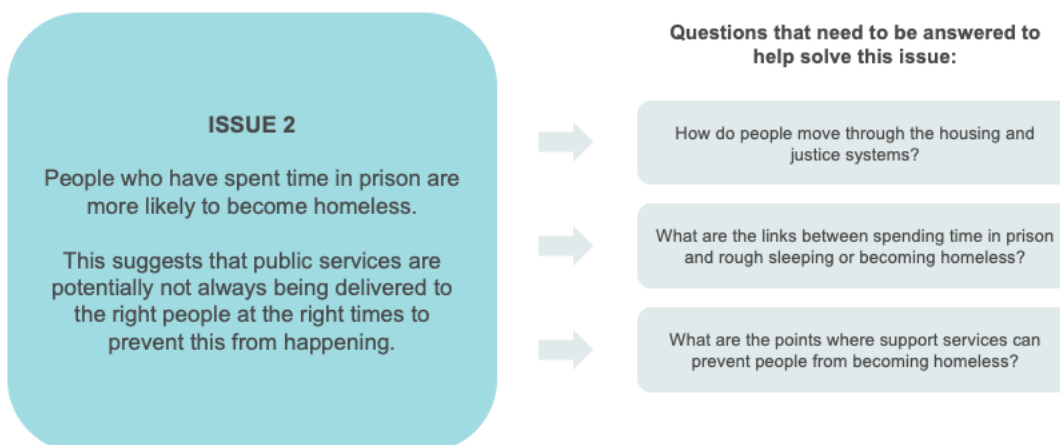 ISSUE 2
People who have spent time in prison are
more likely to become homeless.
This suggests that public services are
potentially not always being delivered to
the right people at the right times to
prevent this from happening.
Questions that need to be answered to
help solve this issue:
How do people move through the housing and
justice systems?
What are the links between spending time in prison
and rough sleeping or becoming homeless?
What are the points where support services can
prevent people from becoming homeless?